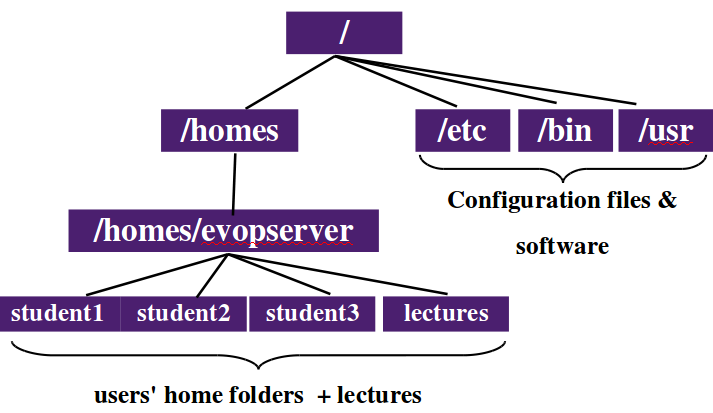 /
/homes
/etc
/bin
/usr
Configuration files &
software
/homes/evopserver
student1
student2
student3
lectures
users' home folders + lectures